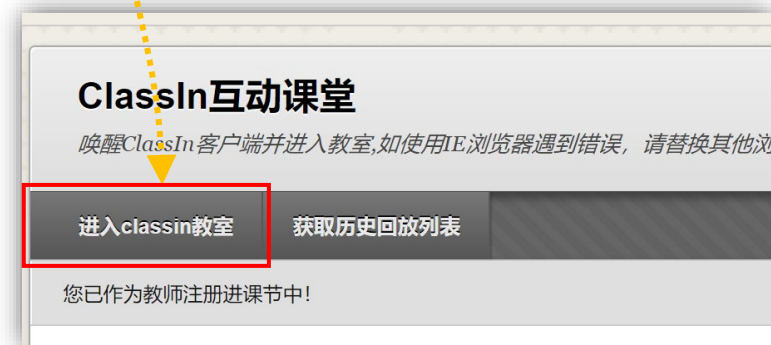 ClassIn互动课堂
唤醒ClassIn客户端并进入教室,如使用IE浏览器遇到错误，请替换其他浏
进入classin教室 获取历史回放列表
您已作为教师注册进课节中！